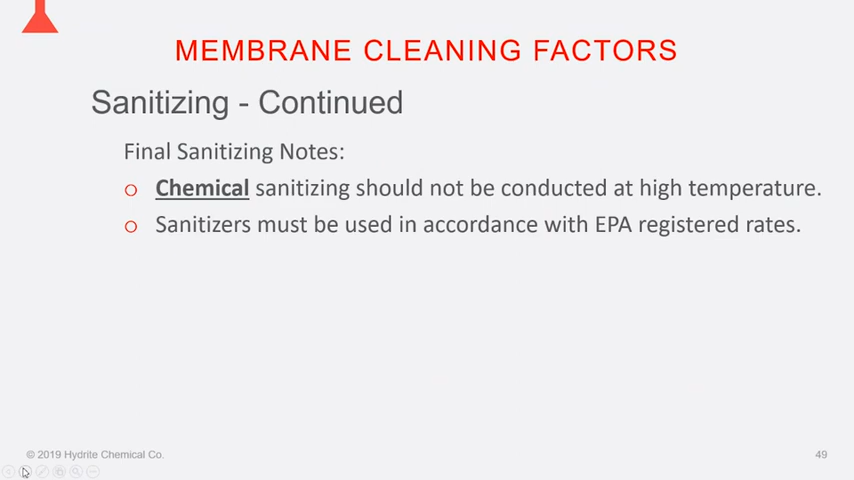 MEMBRANE CLEANING FACTORS
Sanitizing - Continued
Final Sanitizing Notes:
o Chemical sanitizing should not be conducted at high temperature.
o Sanitizers must be used in accordance with EPA registered rates.
© 2019 Hydrite Chemical Co.
49